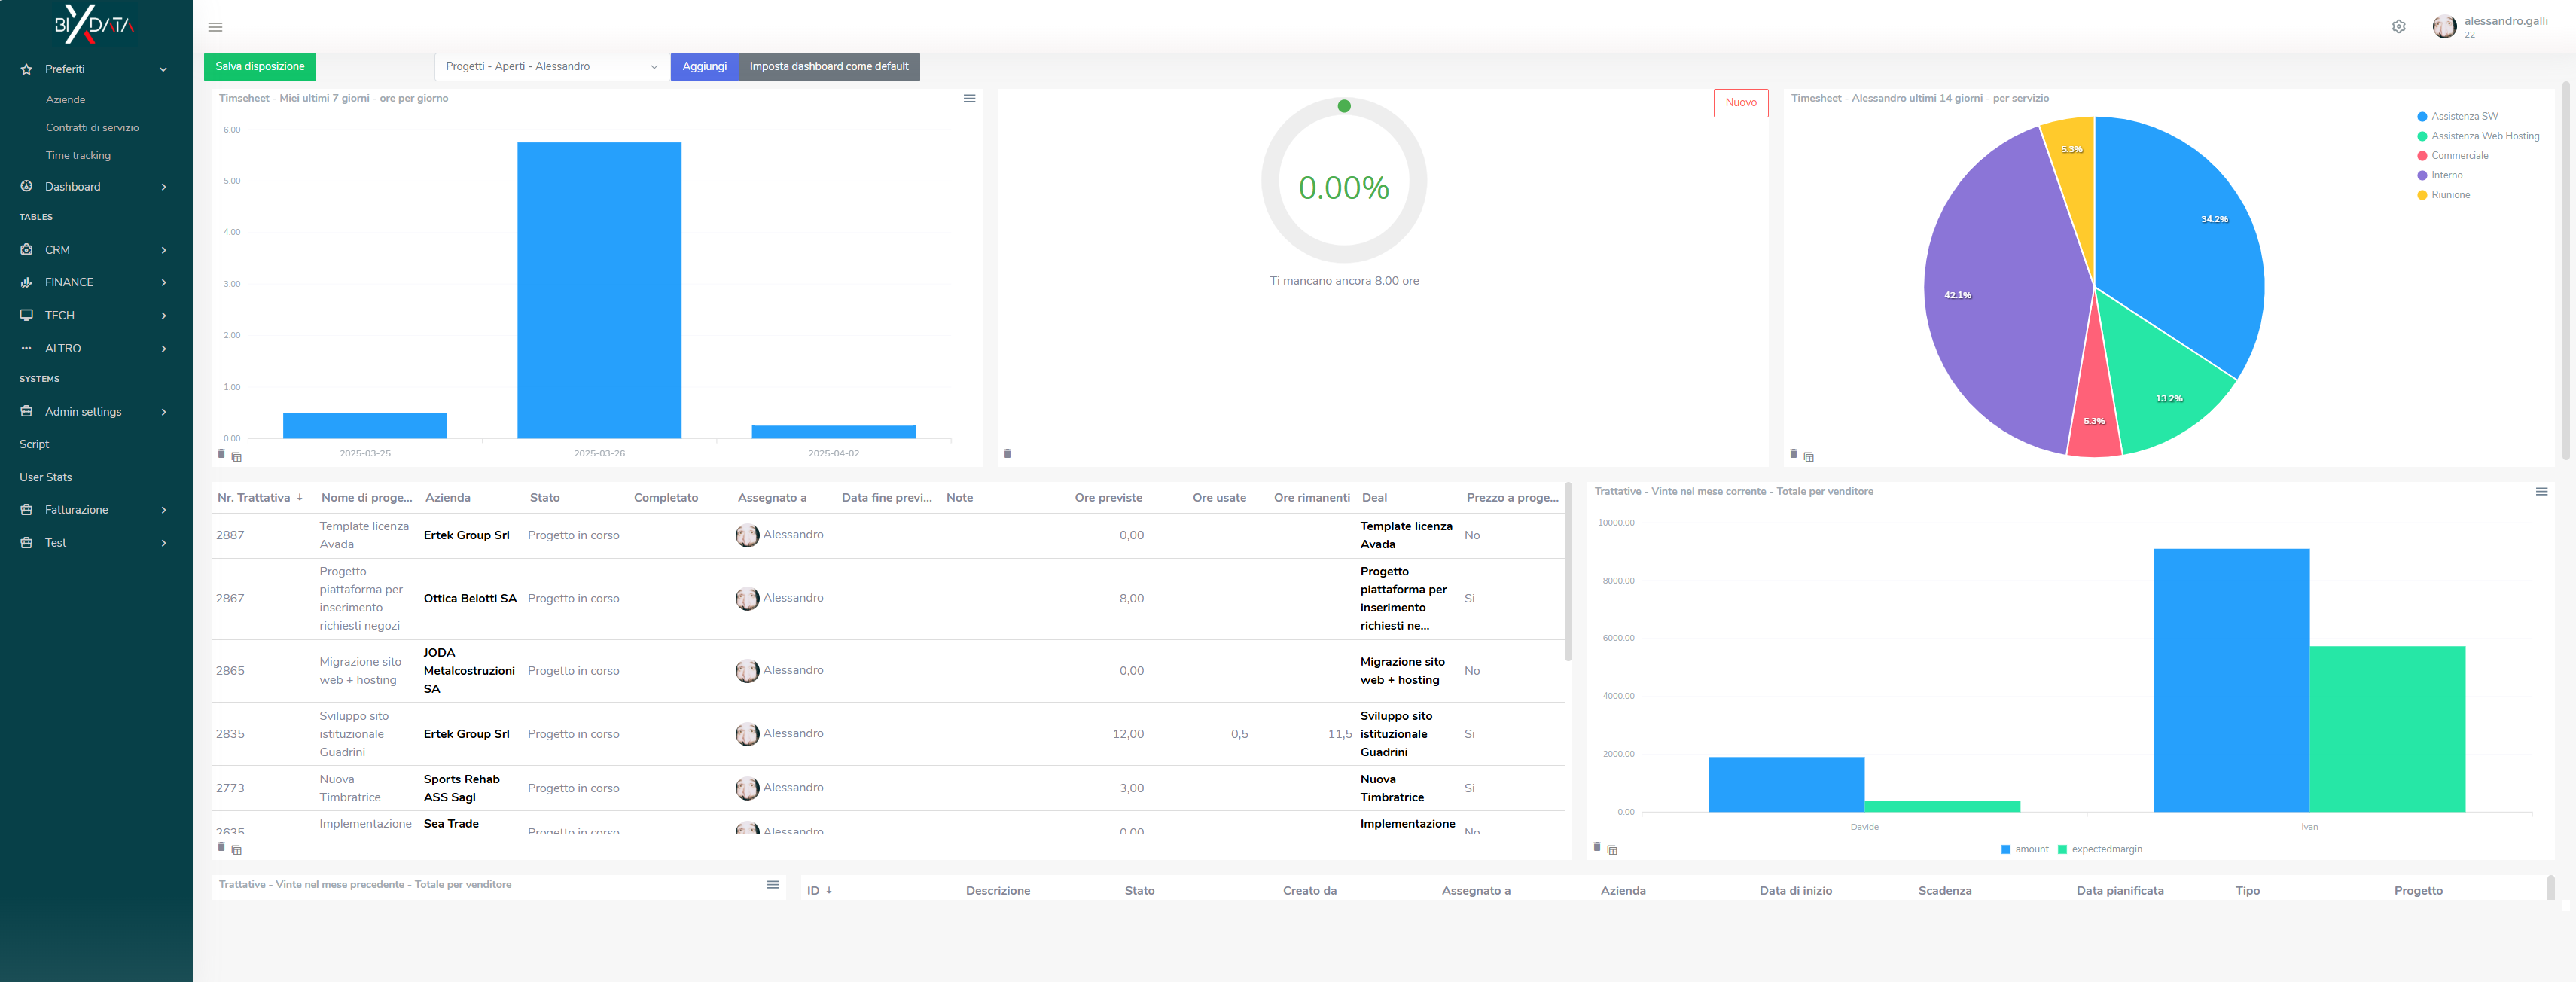 BIXDATA
alessandro.galli
22
Preferiti
Aziende
Contratti di servizio
Time tracking
Dashboard
TABLES
CRM
FINANCE
TECH
ALTRO
SYSTEMS
Admin settings
Script
User Stats
Fatturazione
Test
Salva disposizione
Progetti - Aperti - Alessandro
Aggiungi
Imposta dashboard come default
Timseheet - Miei ultimi 7 giorni - ore per giorno
6.00
5.00
4.00
3.00
2.00
1.00
0.00
2025-03-25
2025-03-26
2025-04-02
Nuovo
0.00%
Ti mancano ancora 8.00 ore
Timesheet - Alessandro ultimi 14 giorni - per servizio
Assistenza SW
Assistenza Web Hosting
Commerciale
Interno
Riunione
5.3%
34.2%
42.1%
13.2%
5.3%
Nr. Trattativa Nome di proge... Azienda Stato Completato Assegnato a Data fine previ... Note Ore previste Ore usate Ore rimanenti Deal Prezzo a proge...
2887 Template licenza Avada Ertek Group Srl Progetto in corso Alessandro 0,00 Template licenza Avada No
2867 Progetto piattaforma per inserimento richiesti negozi Ottica Belotti SA Progetto in corso Alessandro 8,00 Progetto piattaforma per inserimento richiesti ne... Si
2865 Migrazione sito web + hosting JODA Metalcostruzioni SA Progetto in corso Alessandro 0,00 Migrazione sito web + hosting No
2835 Sviluppo sito istituzionale Guadrini Ertek Group Srl Progetto in corso Alessandro 12,00 0,5 11,5 Sviluppo sito istituzionale Guadrini Si
2773 Nuova Timbratrice Sports Rehab ASS Sagl Progetto in corso Alessandro 3,00 Nuova Timbratrice Si
2635 Implementazione Sea Trade Progetto in corso Alessandro 0,00 Implementazione No
Trattative - Vinte nel mese corrente - Totale per venditore
10000.00
8000.00
6000.00
4000.00
2000.00
0.00
Davide
Ivan
amount
expectedmargin
Trattative - Vinte nel mese precedente - Totale per venditore
ID Descrizione Stato Creato da Assegnato a Azienda Data di inizio Scadenza Data pianificata Tipo Progetto